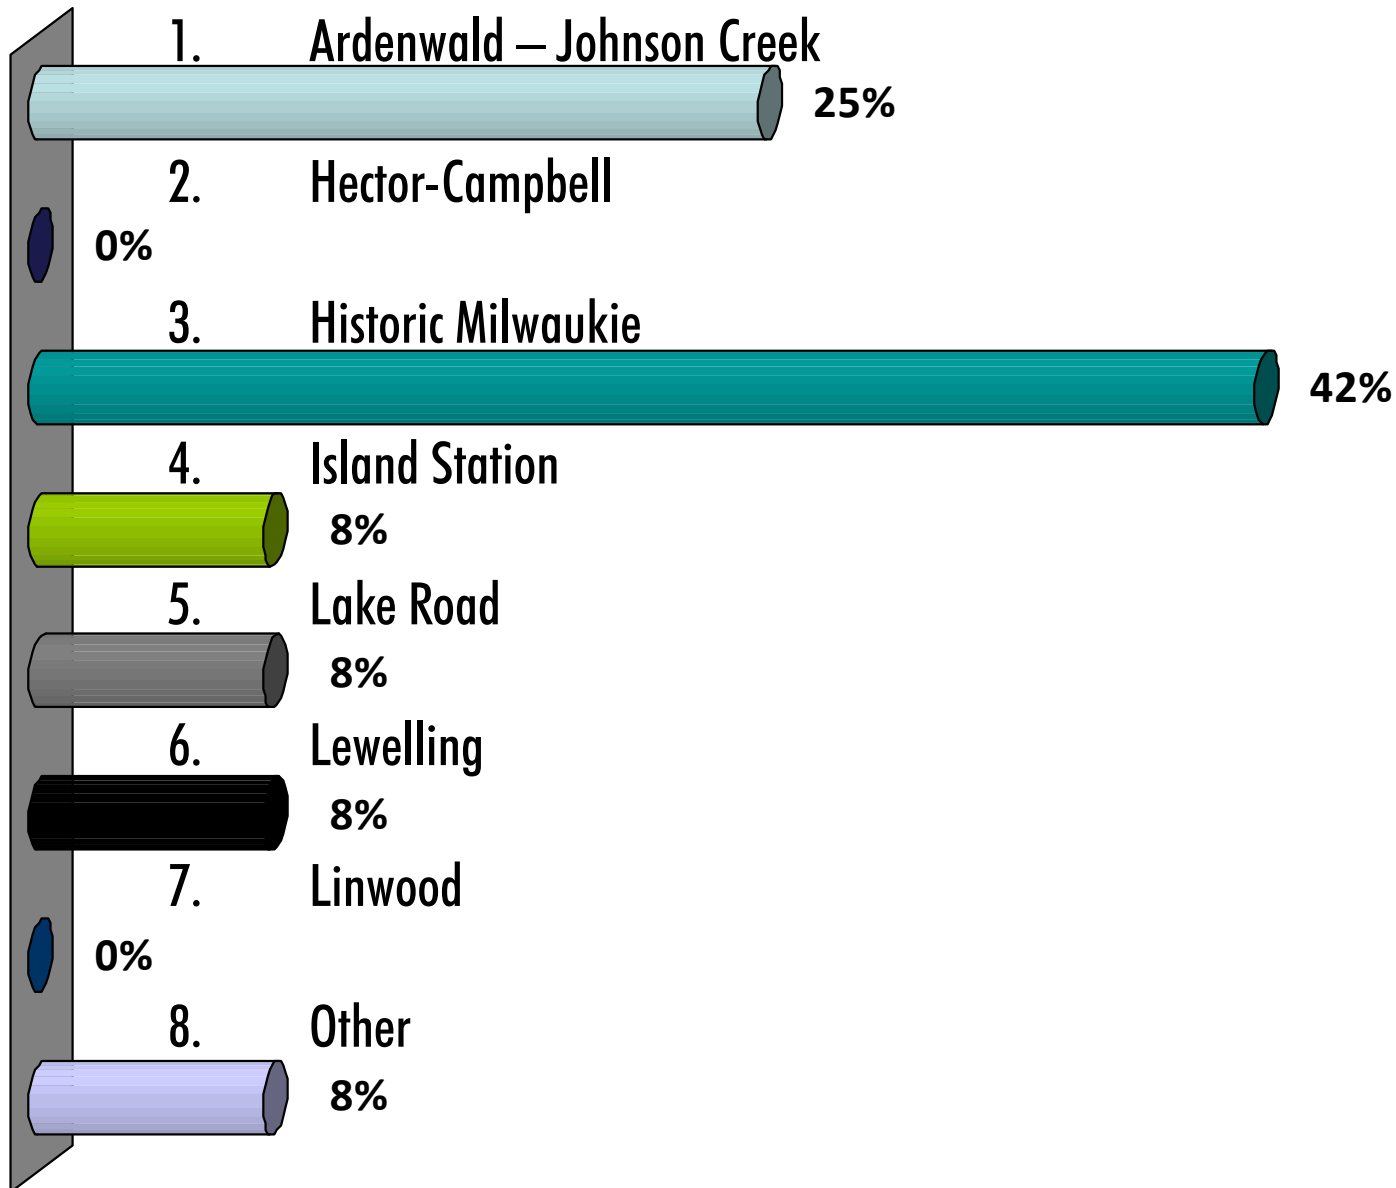 1. Ardenwald – Johnson Creek
25%
2. Hector-Campbell
0%
3. Historic Milwaukie
42%
4. Island Station
8%
5. Lake Road
8%
6. Lewelling
8%
7. Linwood
0%
8. Other
8%